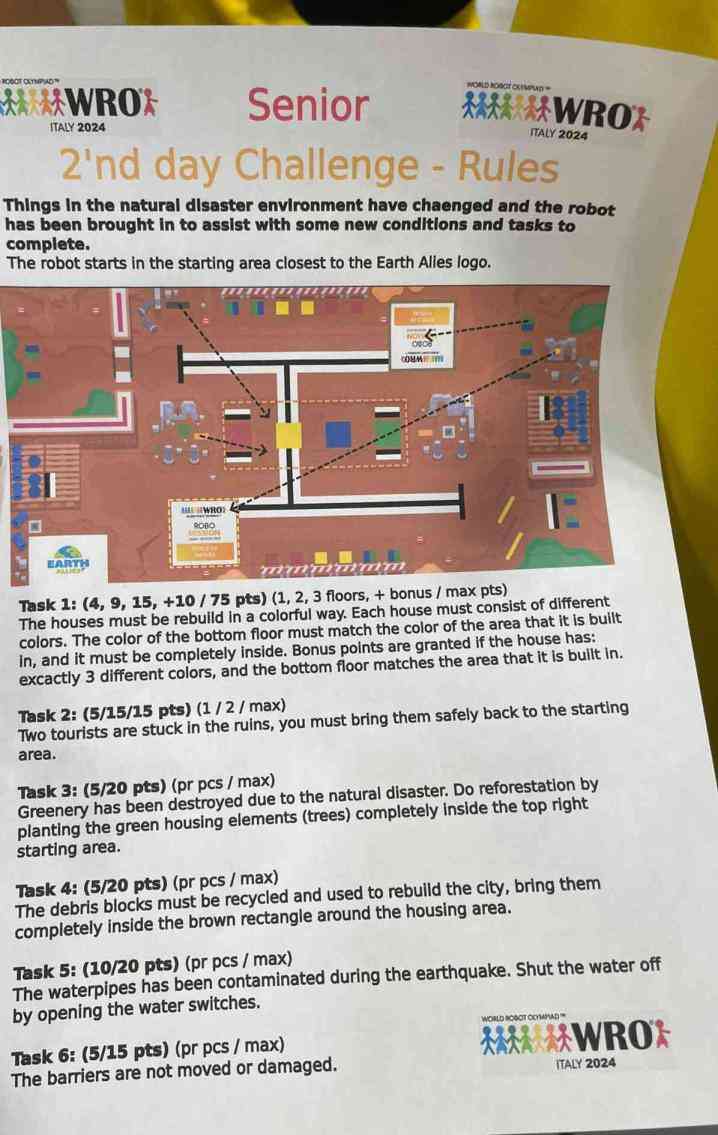 ROBOT OLYMPIAD™
WRO
ITALY 2024
Senior
WORLD ROBOT OLYMPIAD™
WRO
ITALY 2024
2'nd day Challenge - Rules
Things in the natural disaster environment have chaenged and the robot
has been brought in to assist with some new conditions and tasks to
complete.
The robot starts in the starting area closest to the Earth Alies logo.
WRO
WRO
ROBO
MISSION
EARTH
ALLIES
Task 1: (4, 9, 15, +10 / 75 pts) (1, 2, 3 floors, + bonus / max pts)
The houses must be rebuild in a colorful way. Each house must consist of different
colors. The color of the bottom floor must match the color of the area that it is built
in, and it must be completely inside. Bonus points are granted if the house has:
excactly 3 different colors, and the bottom floor matches the area that it is built in.
Task 2: (5/15/15 pts) (1 / 2 / max)
Two tourists are stuck in the ruins, you must bring them safely back to the starting
area.
Task 3: (5/20 pts) (pr pcs / max)
Greenery has been destroyed due to the natural disaster. Do reforestation by
planting the green housing elements (trees) completely inside the top right
starting area.
Task 4: (5/20 pts) (pr pcs / max)
The debris blocks must be recycled and used to rebuild the city, bring them
completely inside the brown rectangle around the housing area.
Task 5: (10/20 pts) (pr pcs / max)
The waterpipes has been contaminated during the earthquake. Shut the water off
by opening the water switches.
Task 6: (5/15 pts) (pr pcs / max)
The barriers are not moved or damaged.
WORLD ROBOT OLYMPIAD™
WRO
ITALY 2024